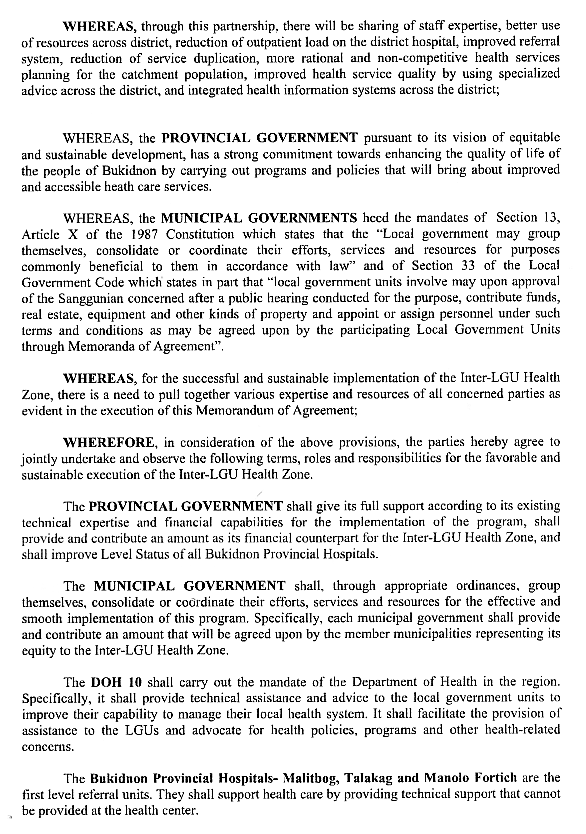 WHEREAS, through this partnership, there will be sharing of staff expertise, better use
of resources across district, reduction of outpatient load on the district hospital, improved referral
system, reduction of service duplication, more rational and non-competitive health services
planning for the catchment population, improved health service quality by using specialized
advice across the district, and integrated health information systems across the district;
WHEREAS, the PROVINCIAL GOVERNMENT pursuant to its vision of equitable
and sustainable development, has a strong commitment towards enhancing the quality of life of
the people of Bukidnon by carrying out programs and policies that will bring about improved
and accessible heath care services.
WHEREAS, the MUNICIPAL GOVERNMENTS heed the mandates of Section 13,
Article X of the 1987 Constitution which states that the “Local government may group
themselves, consolidate or coordinate their efforts, services and resources for purposes
commonly beneficial to them in accordance with law” and of Section 33 of the Local
Government Code which states in part that “local government units involve may upon approval
of the Sanggunian concerned after a public hearing conducted for the purpose, contribute funds,
real estate, equipment and other kinds of property and appoint or assign personnel under such
terms and conditions as may be agreed upon by the participating Local Government Units
through Memoranda of Agreement”.
WHEREAS, for the successful and sustainable implementation of the Inter-LGU Health
Zone, there is a need to pull together various expertise and resources of all concerned parties as
evident in the execution of this Memorandum of Agreement;
WHEREFORE, in consideration of the above provisions, the parties hereby agree to
jointly undertake and observe the following terms, roles and responsibilities for the favorable and
sustainable execution of the Inter-LGU Health Zone.
The PROVINCIAL GOVERNMENT shall give its full support according to its existing
technical expertise and financial capabilities for the implementation of the program, shall
provide and contribute an amount as its financial counterpart for the Inter-LGU Health Zone, and
shall improve Level Status of all Bukidnon Provincial Hospitals.
The MUNICIPAL GOVERNMENT shall, through appropriate ordinances, group
themselves, consolidate or coordinate their efforts, services and resources for the effective and
smooth implementation of this program. Specifically, each municipal government shall provide
and contribute an amount that will be agreed upon by the member municipalities representing its
equity to the Inter-LGU Health Zone.
The DOH 10 shall carry out the mandate of the Department of Health in the region.
Specifically, it shall provide technical assistance and advice to the local government units to
improve their capability to manage their local health system. It shall facilitate the provision of
assistance to the LGUs and advocate for health policies, programs and other health-related
concerns.
The Bukidnon Provincial Hospitals- Malitbog, Talakag and Manolo Fortich are the
first level referral units. They shall support health care by providing technical support that cannot
be provided at the health center.